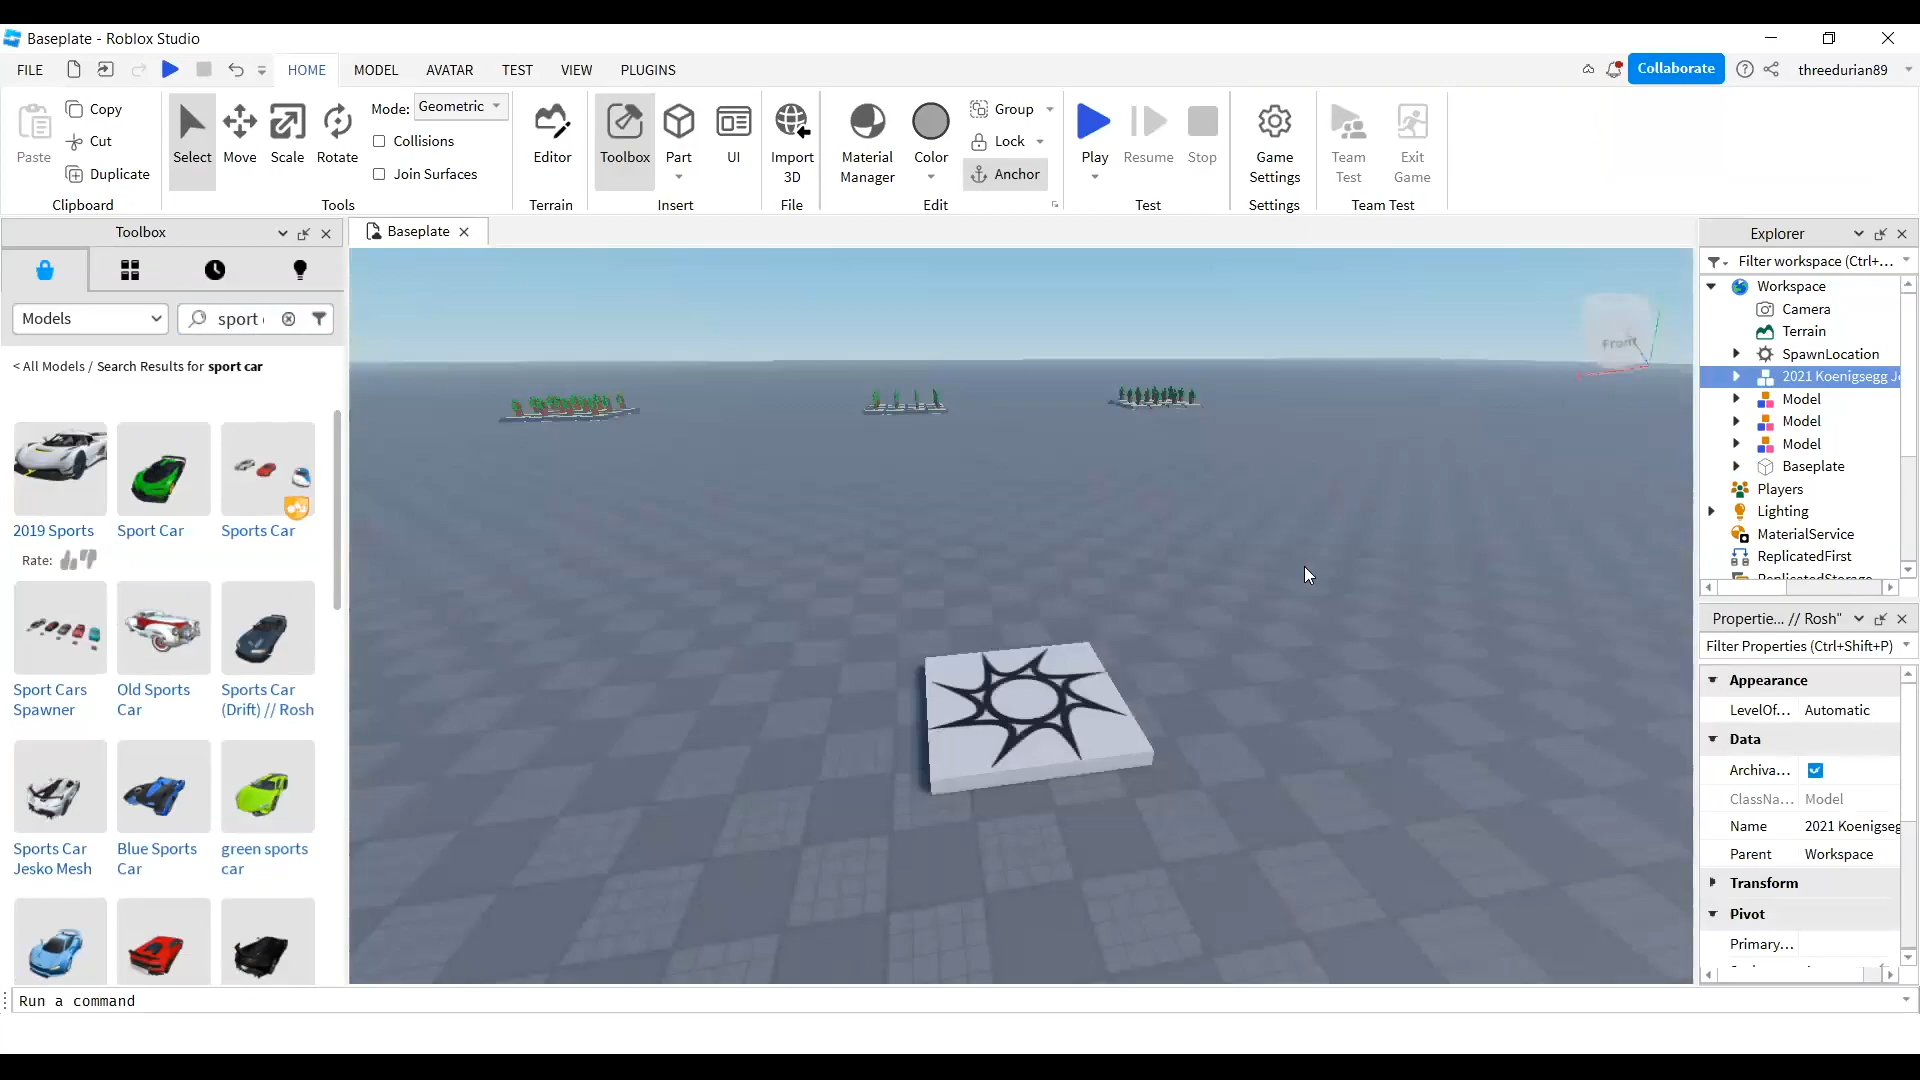 Baseplate - Roblox Studio
FILE HOME MODEL AVATAR TEST VIEW PLUGINS Collaborate threedurian89
Paste Copy Cut Duplicate
Clipboard
Select Move Scale Rotate
Mode: Geometric
Collisions
Join Surfaces
Tools
Editor
Terrain
Toolbox Part UI
Insert
Import 3D
File
Material Manager
Color
Group
Lock
Anchor
Edit
Play Resume Stop
Test
Game Settings
Settings
Team Test
Exit Game
Team Test
Toolbox
Models
sport
< All Models / Search Results for sport car
2019 Sports
Rate:
Sport Car
Sports Car
Sport Cars Spawner
Old Sports Car
Sports Car (Drift) // Rosh
Sports Car Jesko Mesh
Blue Sports Car
green sports car
Baseplate
Front
Explorer
Filter workspace (Ctrl+...
Workspace
Camera
Terrain
SpawnLocation
2021 Koenigsegg J
Model
Model
Model
Baseplate
Players
Lighting
MaterialService
ReplicatedFirst
ReplicatedStorage
Propertie... // Rosh"
Filter Properties (Ctrl+Shift+P)
Appearance
LevelOf... Automatic
Data
Archiva...
ClassNa... Model
Name 2021 Koenigseg
Parent Workspace
Transform
Pivot
Primary...
Run a command